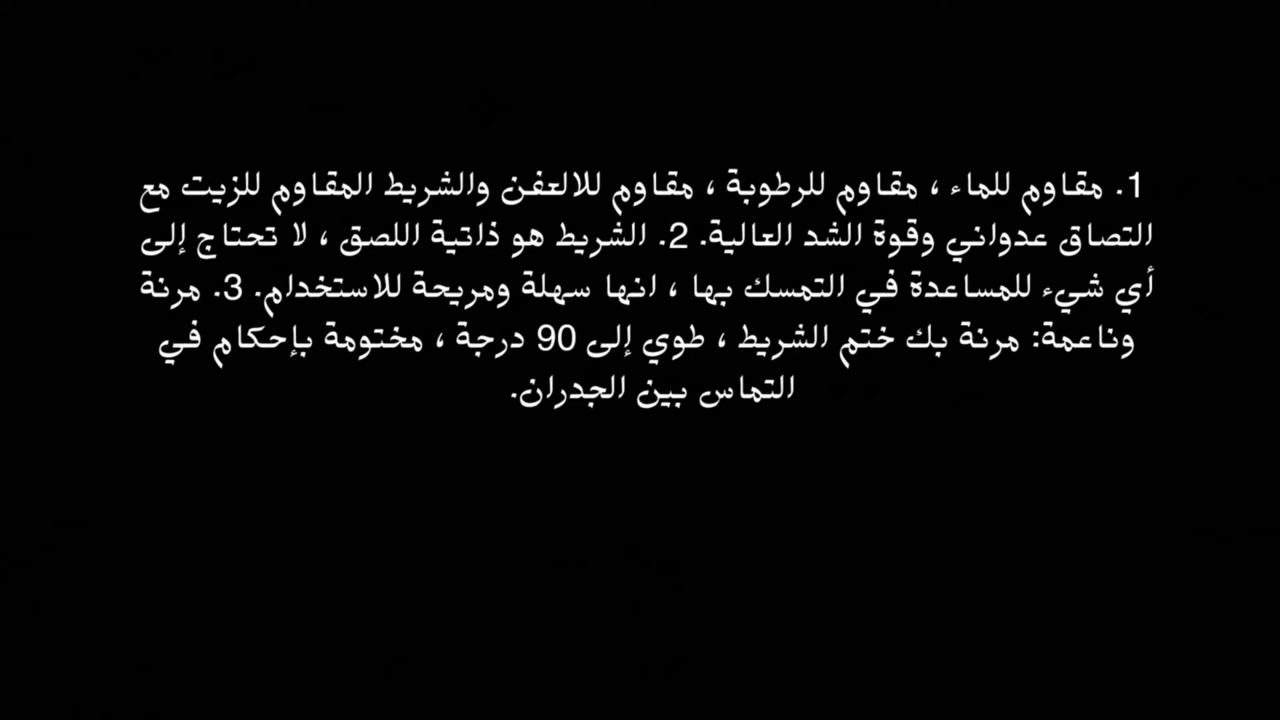 1. مقاوم للماء ، مقاوم للرطوبة ، مقاوم للالعفن والشريط المقاوم للزيت مع
التصاق عدواني وقوة الشد العالية. 2. الشريط هو ذاتية اللصق ، لا تحتاج إلى
أي شيء للمساعدة في التمسك بها ، انها سهلة ومريحة للاستخدام. 3. مرنة
وناعمة: مرنة بك ختم الشريط ، طوي إلى 90 درجة ، مختومة بإحكام في
التماس بين الجدران.